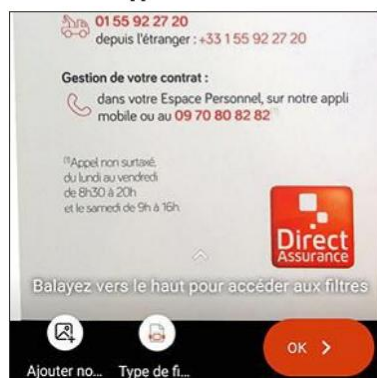 01 55 92 27 20
depuis l'étranger : +33 1 55 92 27 20
Gestion de votre contrat :
dans votre Espace Personnel, sur notre appli
mobile ou au 09 70 80 82 82(1)
(1)Appel non surtaxé,
du lundi au vendredi
de 8h30 à 20h
et le samedi de 9h à 16h.
Direct
Assurance
Balayez vers le haut pour accéder aux filtres
Ajouter no...
Type de fi...
OK